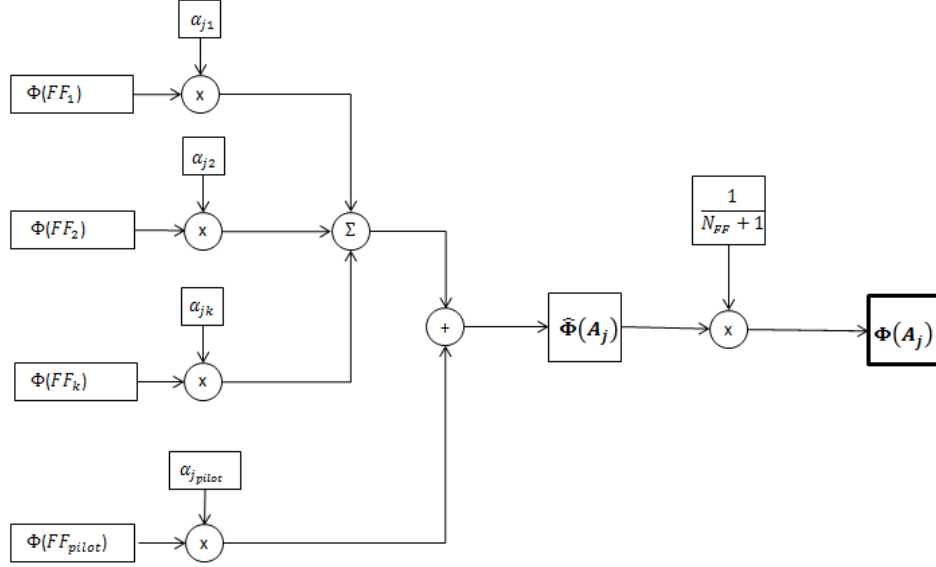 α_{j1}
Φ(FF_1)
x
α_{j2}
Φ(FF_2)
x
Σ
1
N_{FF} + 1
α_{jk}
Φ(FF_k)
x
+
Φ̂(A_j)
x
Φ(A_j)
α_{j_{pilot}}
Φ(FF_{pilot})
x